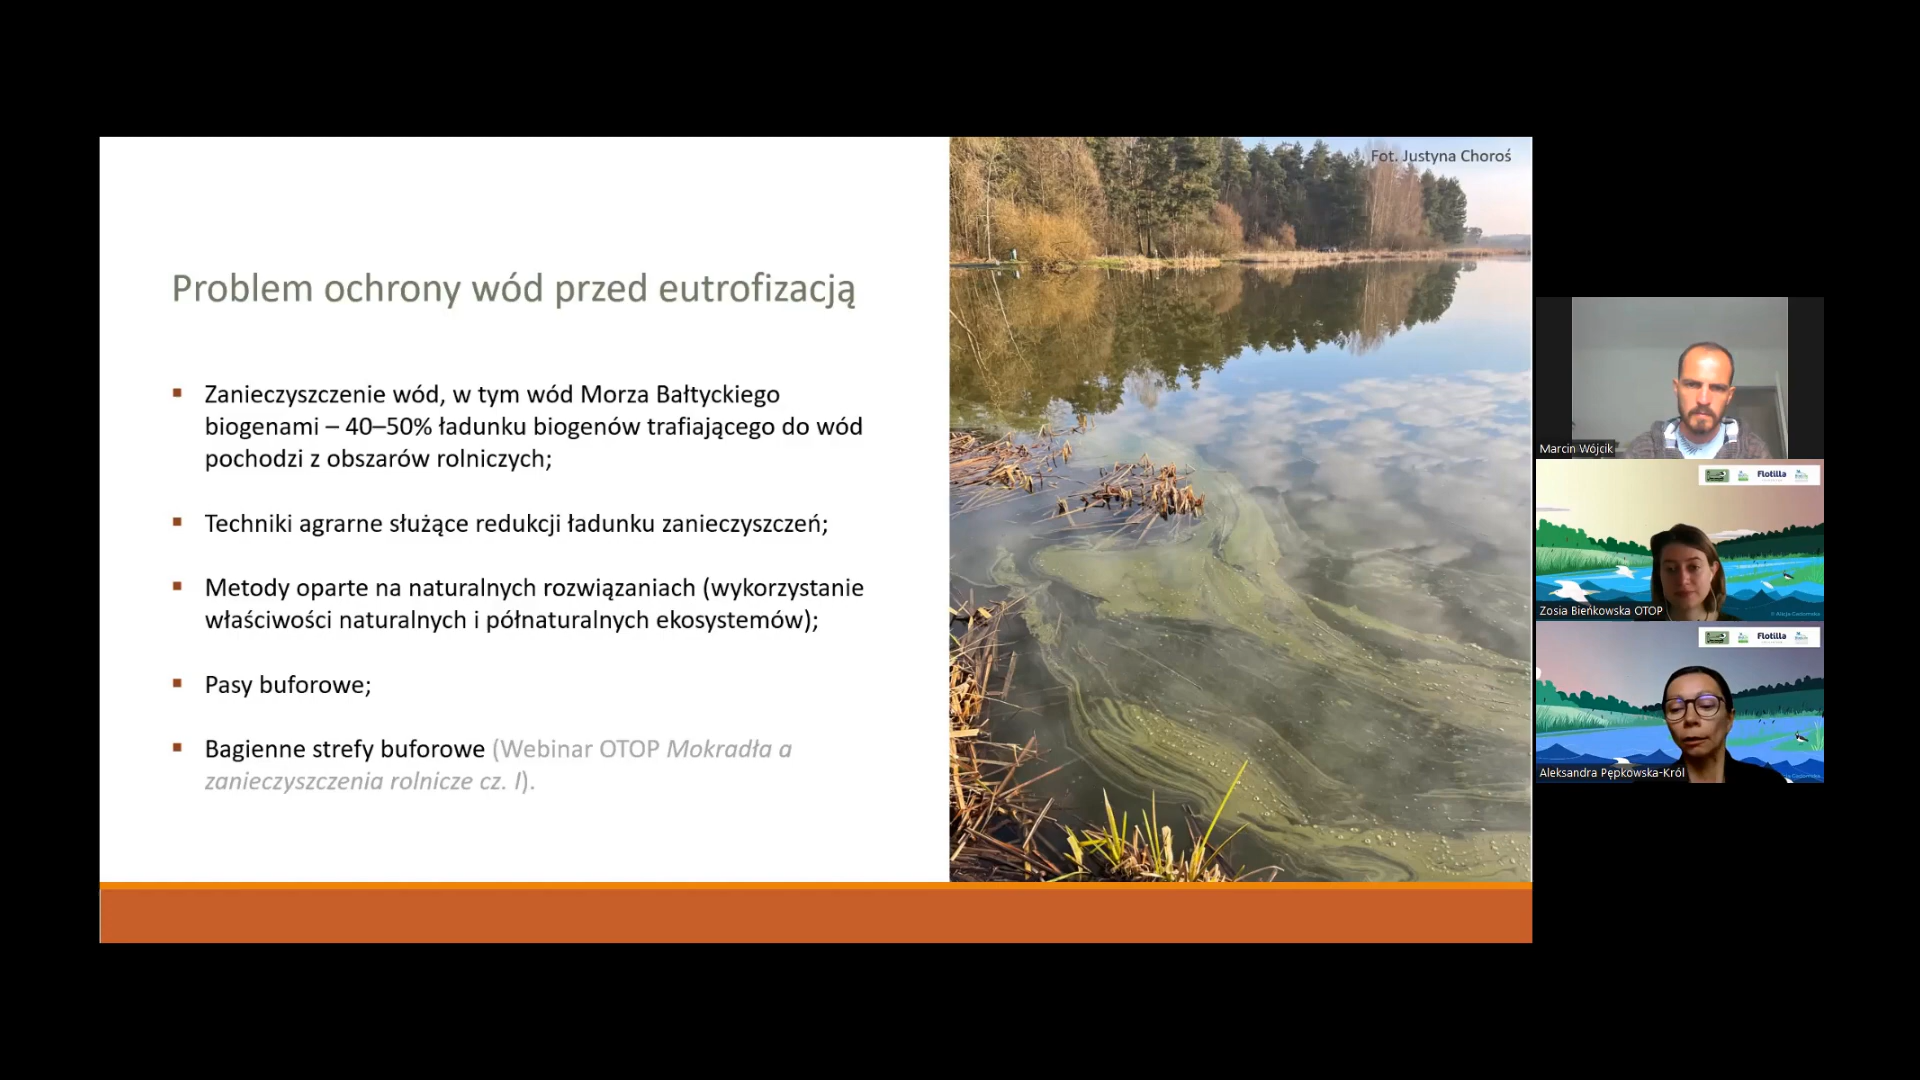 Fot. Justyna Choroś
Problem ochrony wód przed eutrofizacją
▪ Zanieczyszczenie wód, w tym wód Morza Bałtyckiego
biogenami – 40–50% ładunku biogenów trafiającego do wód
pochodzi z obszarów rolniczych;
▪ Techniki agrarne służące redukcji ładunku zanieczyszczeń;
▪ Metody oparte na naturalnych rozwiązaniach (wykorzystanie
właściwości naturalnych i półnaturalnych ekosystemów);
▪ Pasy buforowe;
▪ Bagienne strefy buforowe (Webinar OTOP Mokradła a
zanieczyszczenia rolnicze cz. I).
Marcin Wójcik
Flotilla
Zosia Bieńkowska OTOP
Flotilla
Aleksandra Pępkowska-Król